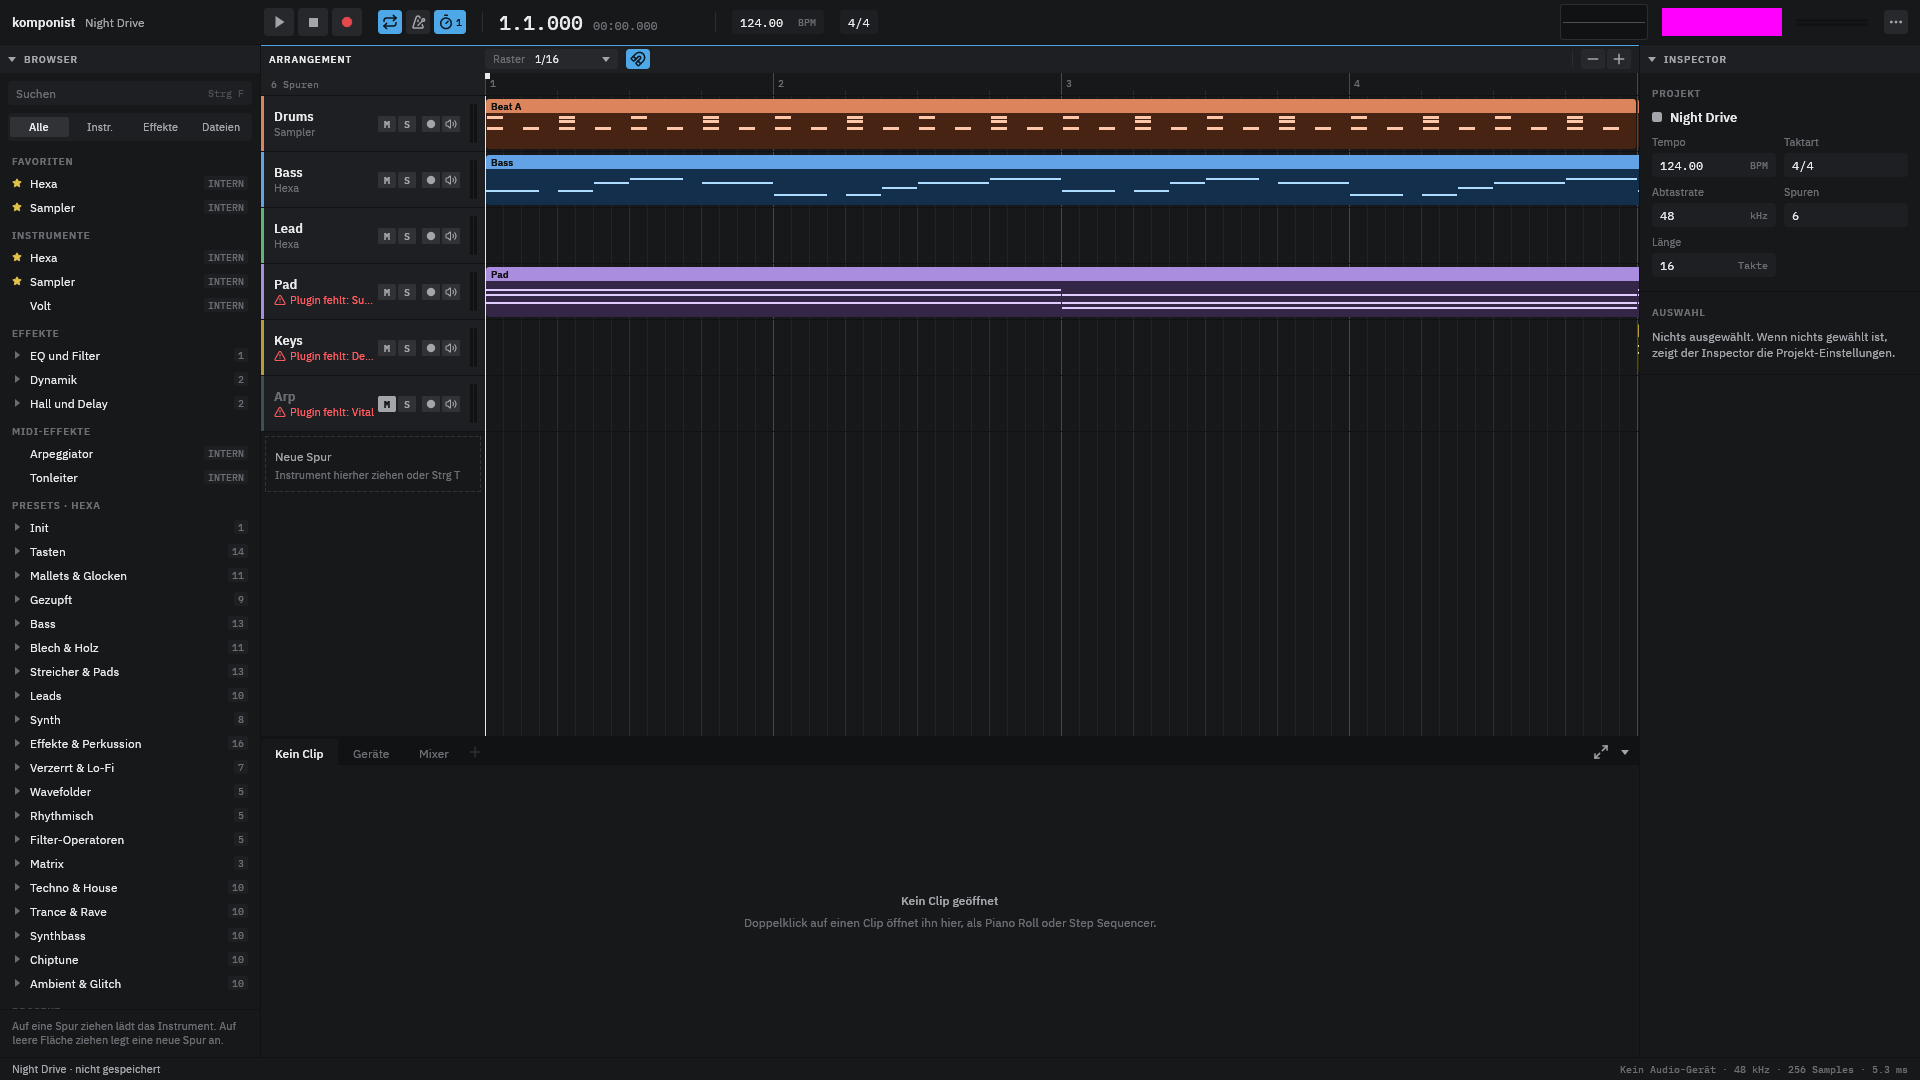 komponist Night Drive
1 1.1.000 00:00.000 124.00 BPM 4/4
BROWSER
Suchen Strg F
Alle Instr. Effekte Dateien
FAVORITEN
Hexa INTERN
Sampler INTERN
INSTRUMENTE
Hexa INTERN
Sampler INTERN
Volt INTERN
EFFEKTE
EQ und Filter 1
Dynamik 2
Hall und Delay 2
MIDI-EFFEKTE
Arpeggiator INTERN
Tonleiter INTERN
PRESETS · HEXA
Init 1
Tasten 14
Mallets & Glocken 11
Gezupft 9
Bass 13
Blech & Holz 11
Streicher & Pads 13
Leads 10
Synth 8
Effekte & Perkussion 16
Verzerrt & Lo-Fi 7
Wavefolder 5
Rhythmisch 5
Filter-Operatoren 5
Matrix 3
Techno & House 10
Trance & Rave 10
Synthbass 10
Chiptune 10
Ambient & Glitch 10
Auf eine Spur ziehen lädt das Instrument. Auf
leere Fläche ziehen legt eine neue Spur an.
ARRANGEMENT Raster 1/16
6 Spuren 1 2 3 4
Drums
Sampler
M S
Beat A
Bass
Hexa
M S
Bass
Lead
Hexa
M S
Pad
Plugin fehlt: Su...
M S
Pad
Keys
Plugin fehlt: De...
M S
Arp
Plugin fehlt: Vital
M S
Neue Spur
Instrument hierher ziehen oder Strg T
Kein Clip Geräte Mixer
Kein Clip geöffnet
Doppelklick auf einen Clip öffnet ihn hier, als Piano Roll oder Step Sequencer.
INSPECTOR
PROJEKT
Night Drive
Tempo Taktart
124.00 BPM 4/4
Abtastrate Spuren
48 kHz 6
Länge
16 Takte
AUSWAHL
Nichts ausgewählt. Wenn nichts gewählt ist,
zeigt der Inspector die Projekt-Einstellungen.
Night Drive · nicht gespeichert
Kein Audio-Gerät · 48 kHz · 256 Samples · 5.3 ms